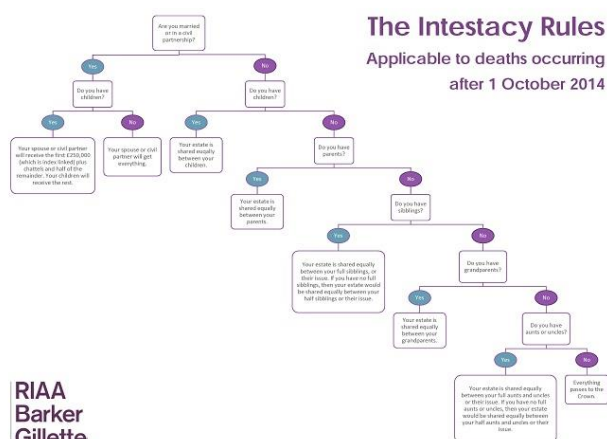 The Intestacy Rules
Applicable to deaths occurring
after 1 October 2014
Are you married
or in a civil
partnership?
Yes
No
Do you have
children?
Do you have
children?
Yes
No
Yes
No
Your spouse or civil partner
will receive the first £250,000
(which is index linked) plus
chattels and half of the
remainder. Your children will
receive the rest.
Your spouse or civil
partner will get
everything.
Your estate is
shared equally
between your
children.
Do you have
parents?
Yes
No
Your estate is
shared equally
between your
parents.
Do you have
siblings?
Yes
No
Your estate is shared equally
between your full siblings, or
their issue. If you have no full
siblings, then your estate would
be shared equally between your
half siblings or their issue.
Do you have
grandparents?
Yes
No
Your estate is
shared equally
between your
grandparents.
Do you have
aunts or uncles?
Yes
No
Your estate is shared equally
between your full aunts and uncles
or their issue. If you have no full
aunts or uncles, then your estate
would be shared equally between
your half aunts and uncles or their
issue.
Everything
passes to the
Crown.
RIAA
Barker
Gillette